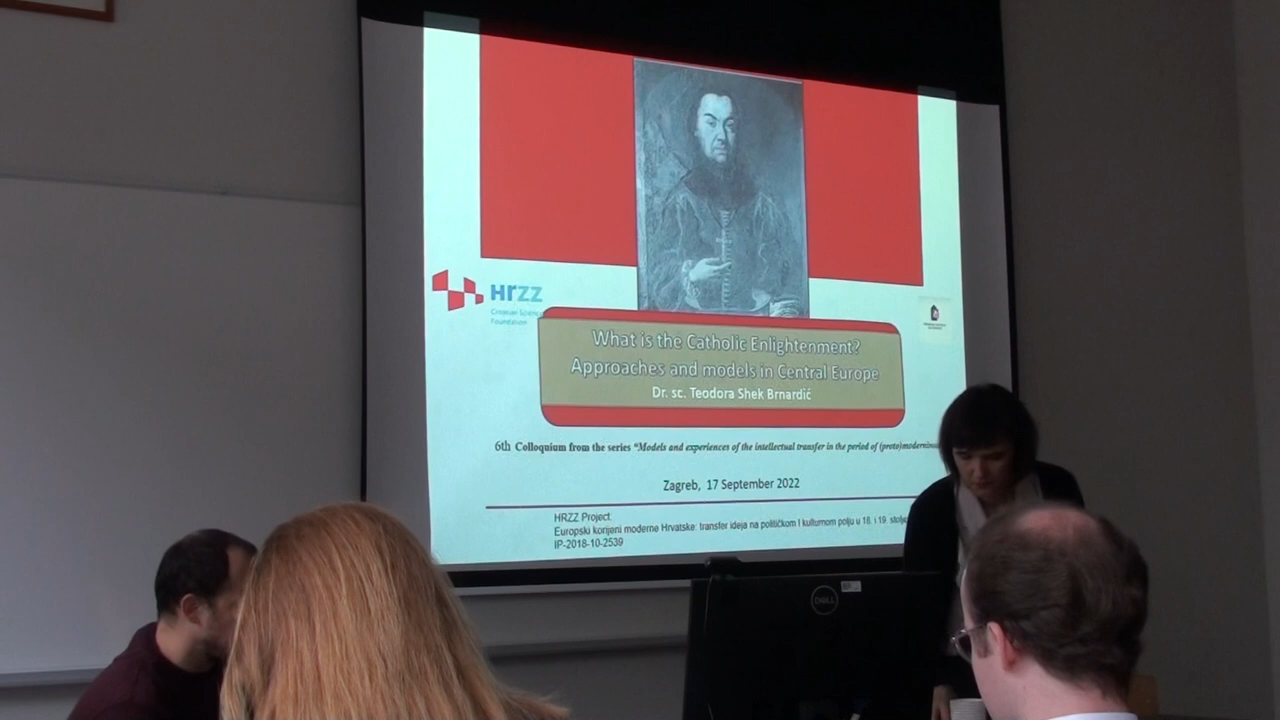 HRZZ
Croatian Science
Foundation
What is the Catholic Enlightenment?
Approaches and models in Central Europe
Dr. sc. Teodora Shek Brnardić
6th Colloquium from the series "Models and experiences of the intellectual transfer in the period of (proto)modernism
Zagreb, 17 September 2022
HRZZ Project:
Europski korijeni moderne Hrvatske: transfer ideja na političkom I kulturnom polju u 18. i 19. stolje
IP-2018-10-2539
DELL